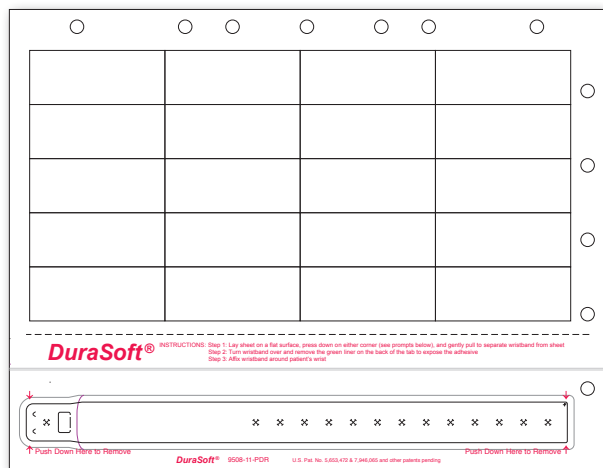 DuraSoft® INSTRUCTIONS: Step 1: Lay sheet on a flat surface, press down on either corner (see prompts below), and gently pull to separate wristband from sheet
Step 2: Turn wristband over and remove the green liner on the back of the tab to expose the adhesive
Step 3: Affix wristband around patient's wrist
Push Down Here to Remove Push Down Here to Remove
DuraSoft® 9508-11-PDR U.S. Pat. No. 5,653,472 & 7,946,065 and other patents pending